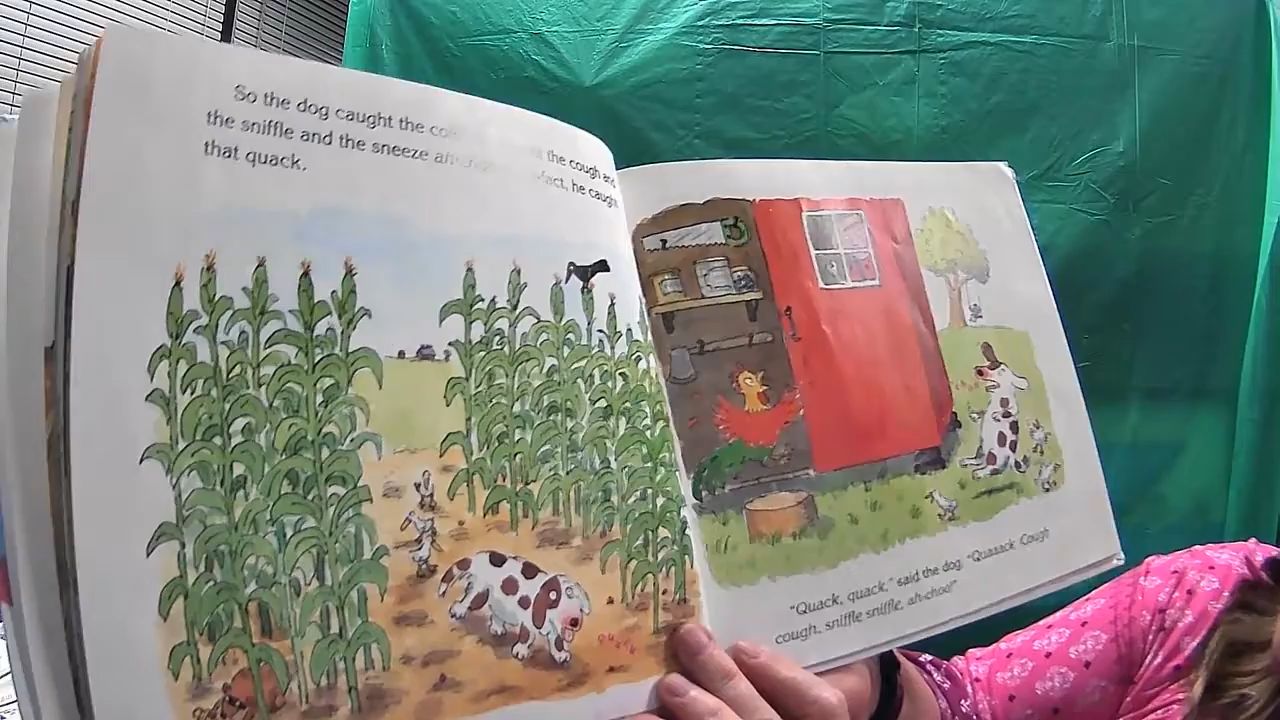 So the dog caught the the cough and
the sniffle and the sneeze he caught
that quack.
Quack
"Quack, quack," said the dog. "Quaaack. Cough
cough, sniffle sniffle, ah-choo!"